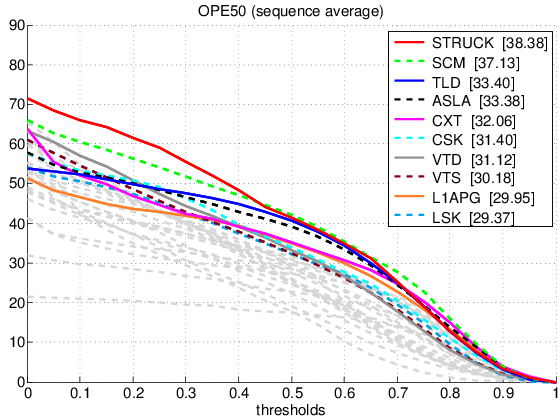 OPE50 (sequence average)
90
80
70
60
50
40
30
20
10
0
STRUCK [38.38]
SCM [37.13]
TLD [33.40]
ASLA [33.38]
CXT [32.06]
CSK [31.40]
VTD [31.12]
VTS [30.18]
L1APG [29.95]
LSK [29.37]
0 0.1 0.2 0.3 0.4 0.5 0.6 0.7 0.8 0.9 1
thresholds